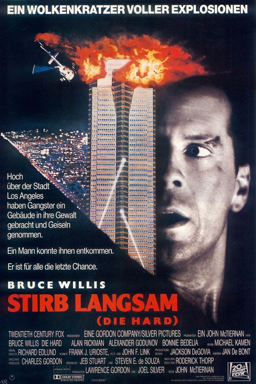 EIN WOLKENKRATZER VOLLER EXPLOSIONEN
Hoch
über der Stadt
Los Angeles
haben Gangster ein
Gebäude in ihre Gewalt
gebracht und Geiseln
genommen.
Ein Mann konnte ihnen entkommen.
Er ist für alle die letzte Chance.
BRUCE WILLIS
STIRB LANGSAM
(DIE HARD)
TWENTIETH CENTURY FOX EINE GORDON COMPANY/SILVER PICTURES EIN JOHN McTIERNAN
BRUCE WILLIS DIE HARD ALAN RICKMAN ALEXANDER GODUNOV BONNIE BEDELIA MICHAEL KAMEN
RICHARD EDLUND FRANK J. URIOSTE JOHN F. LINK JACKSON DeGOVIA JAN DE BONT
CHARLES GORDON JEB STUART STEVEN E. de SOUZA RODERICK THORP
LAWRENCE GORDON JOEL SILVER JOHN McTIERNAN
FOX